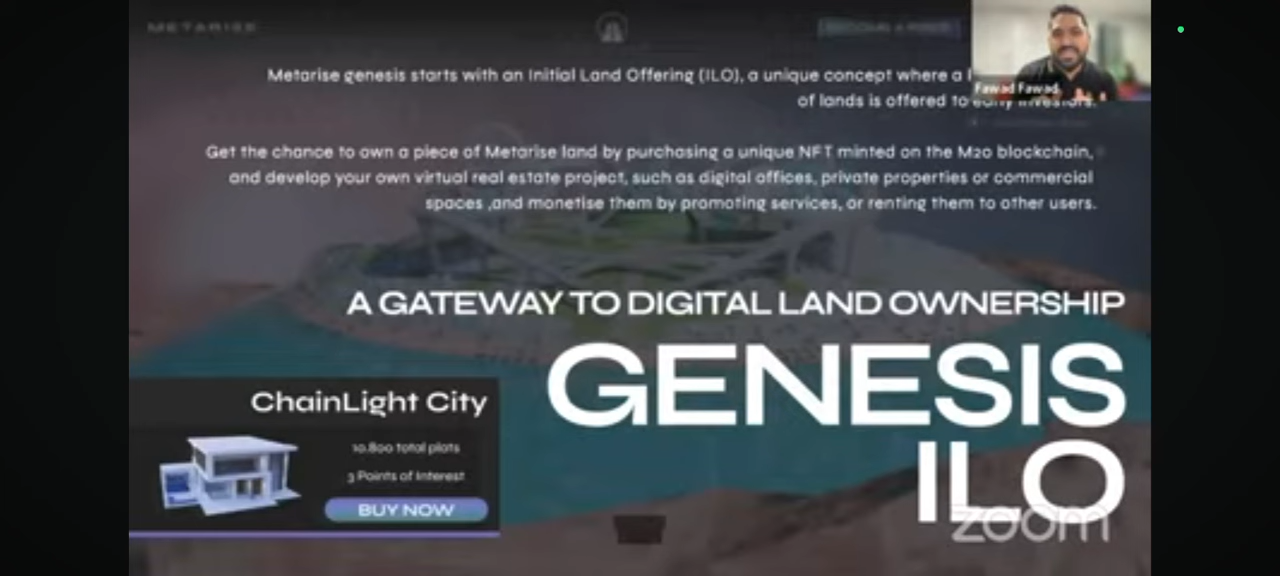 METARISE
BECOME A RISER
Metarise genesis starts with an Initial Land Offering (ILO), a unique concept where a
of lands is offered to early investors.
Fawad Fawad
Get the chance to own a piece of Metarise land by purchasing a unique NFT minted on the M20 blockchain,
and develop your own virtual real estate project, such as digital offices, private properties or commercial
spaces ,and monetise them by promoting services, or renting them to other users.
A GATEWAY TO DIGITAL LAND OWNERSHIP
GENESIS
ILO
ChainLight City
10.800 total plots
3 Points of Interest
BUY NOW
zoom